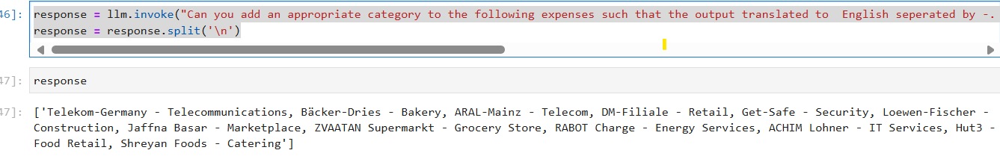 46]: response = llm.invoke("Can you add an appropriate category to the following expenses such that the output translated to  English seperated by -.
response = response.split('\n')
47]: response
47]: ['Telekom-Germany - Telecommunications, Bäcker-Dries - Bakery, ARAL-Mainz - Telecom, DM-Filiale - Retail, Get-Safe - Security, Loewen-Fischer -
Construction, Jaffna Basar - Marketplace, ZVAATAN Supermarkt - Grocery Store, RABOT Charge - Energy Services, ACHIM Lohner - IT Services, Hut3 -
Food Retail, Shreyan Foods - Catering']